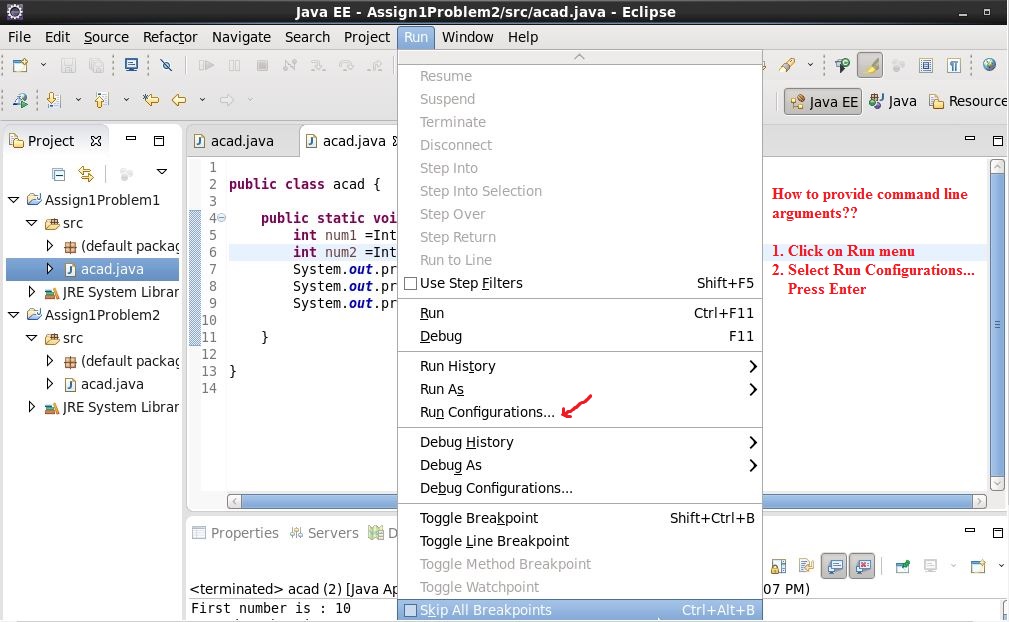 Java EE - Assign1Problem2/src/acad.java - Eclipse
File Edit Source Refactor Navigate Search Project Run Window Help
Java EE Java Resource
Project
Assign1Problem1
src
(default packag
acad.java
JRE System Librar
Assign1Problem2
src
(default packag
acad.java
JRE System Librar
acad.java acad.java
1
2 public class acad {
3
4 public static voi
5 int num1 =Int
6 int num2 =Int
7 System.out.pr
8 System.out.pr
9 System.out.pr
10
11 }
12
13 }
14
Resume
Suspend
Terminate
Disconnect
Step Into
Step Into Selection
Step Over
Step Return
Run to Line
Use Step Filters Shift+F5
Run Ctrl+F11
Debug F11
Run History
Run As
Run Configurations...
Debug History
Debug As
Debug Configurations...
Toggle Breakpoint Shift+Ctrl+B
Toggle Line Breakpoint
Toggle Method Breakpoint
Toggle Watchpoint
Skip All Breakpoints Ctrl+Alt+B
How to provide command line
arguments??
1. Click on Run menu
2. Select Run Configurations...
Press Enter
Properties Servers D
<terminated> acad (2) [Java Ap 07 PM)
First number is : 10